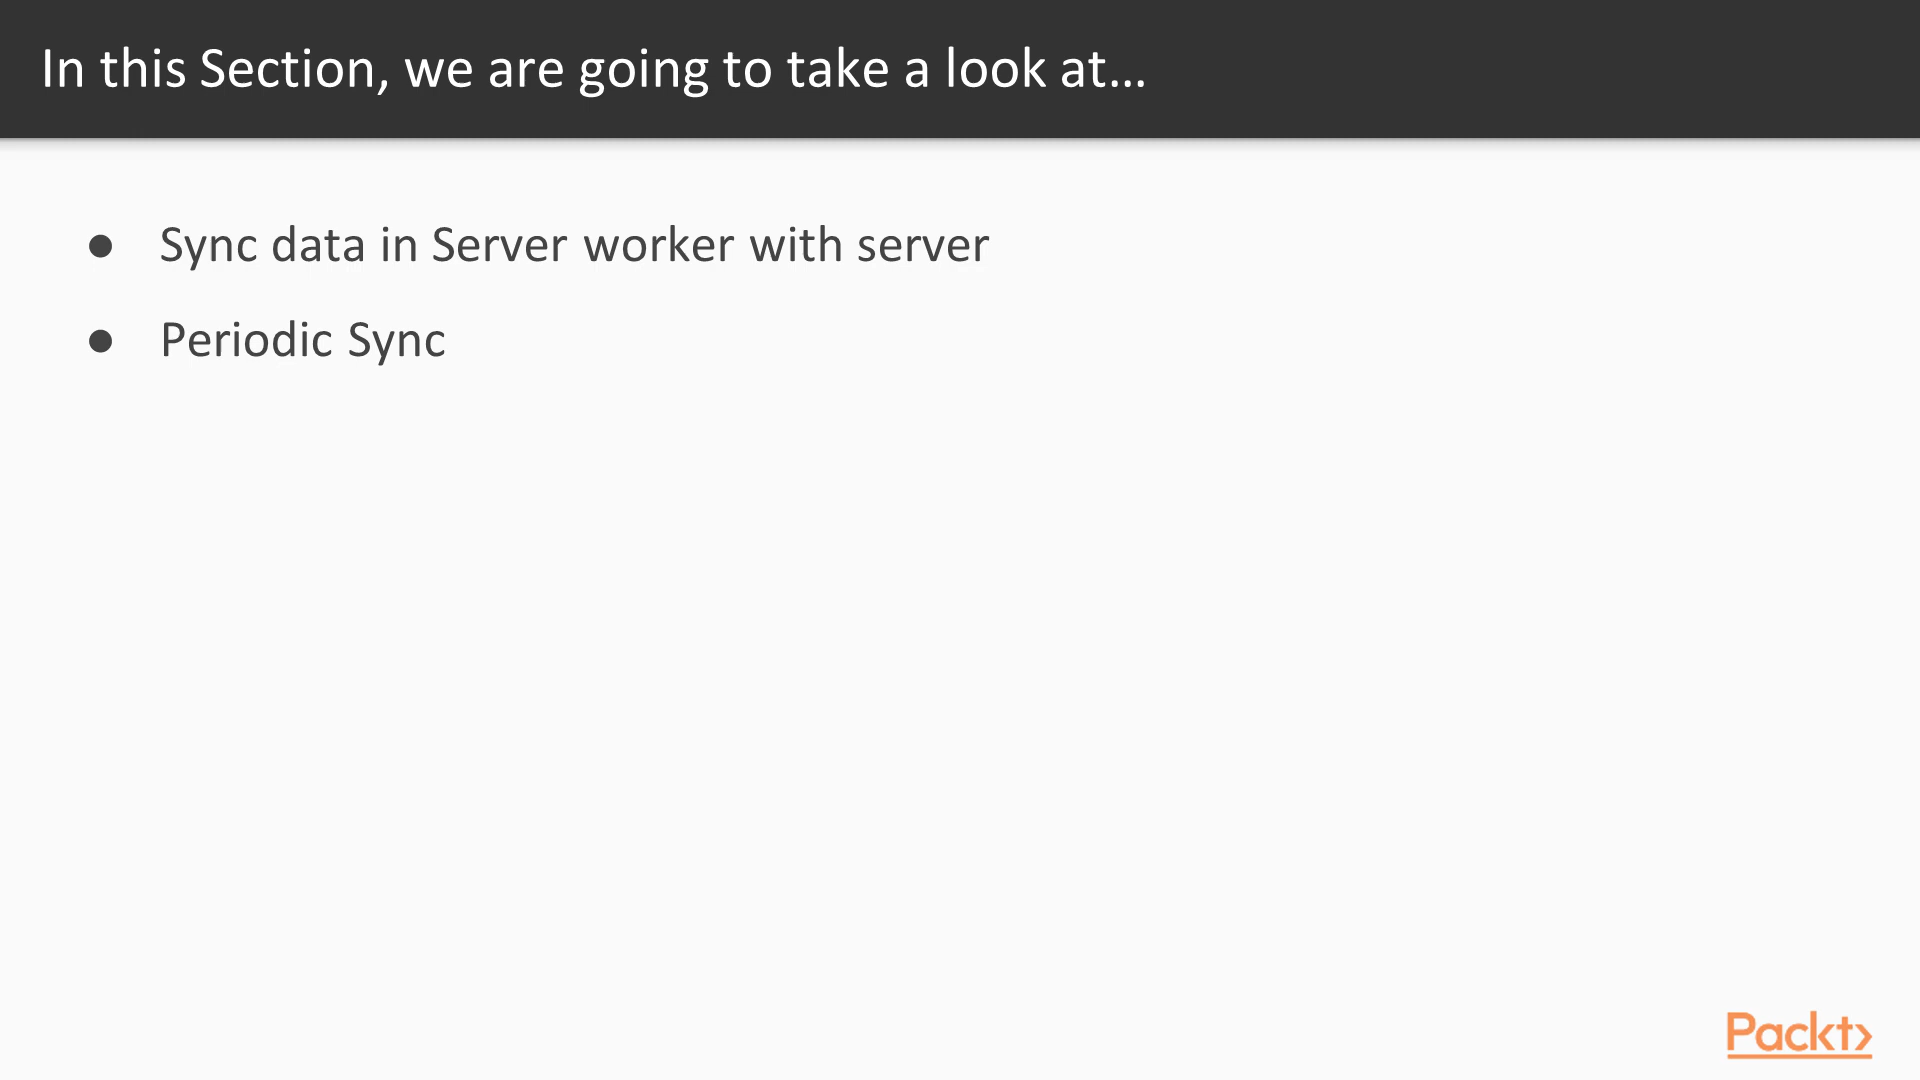 In this Section, we are going to take a look at...
● Sync data in Server worker with server
● Periodic Sync
Packt>